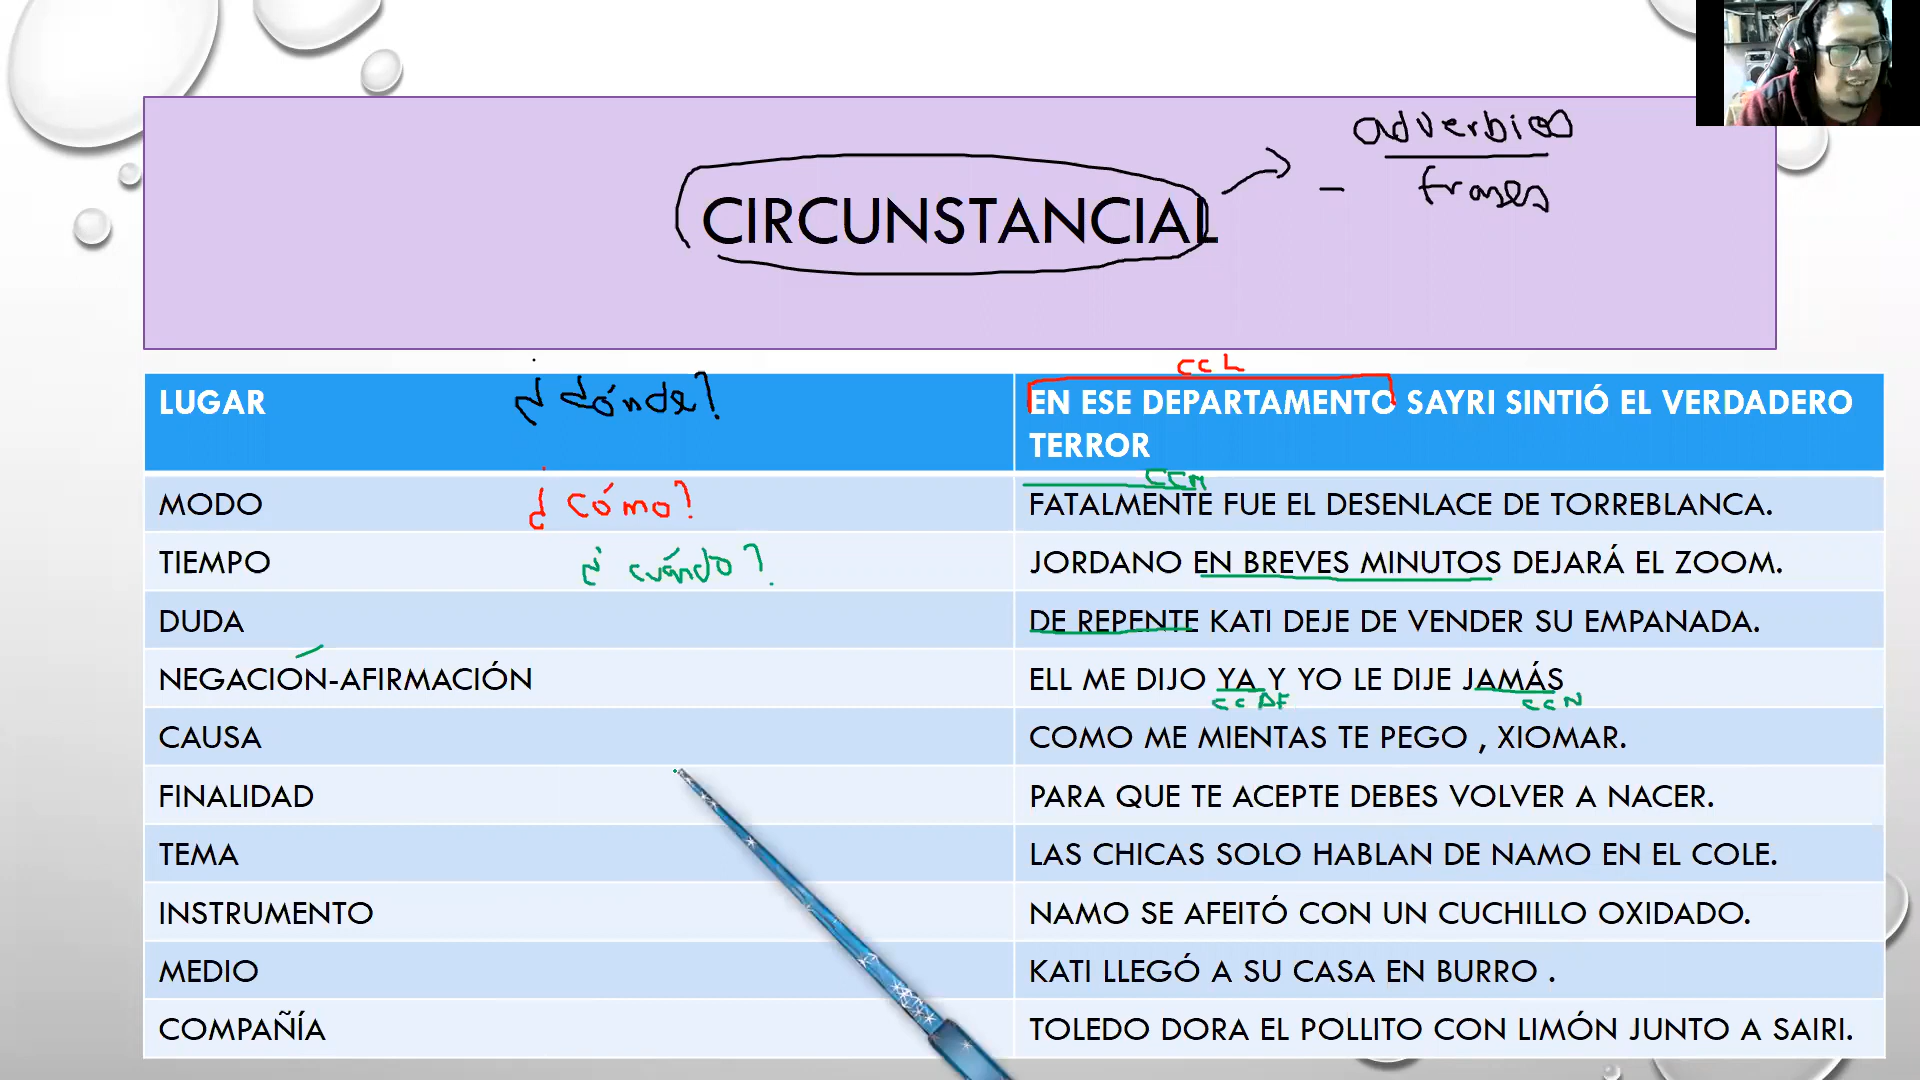 adverbios
CIRCUNSTANCIAL
- frases
CCL
LUGAR ¿dónde? EN ESE DEPARTAMENTO SAYRI SINTIÓ EL VERDADERO
TERROR
CCM
MODO ¿cómo? FATALMENTE FUE EL DESENLACE DE TORREBLANCA.
TIEMPO ¿cuándo? JORDANO EN BREVES MINUTOS DEJARÁ EL ZOOM.
DUDA DE REPENTE KATI DEJE DE VENDER SU EMPANADA.
NEGACIÓN-AFIRMACIÓN ELL ME DIJO YA Y YO LE DIJE JAMÁS
CCAF CCN
CAUSA COMO ME MIENTAS TE PEGO , XIOMAR.
FINALIDAD PARA QUE TE ACEPTE DEBES VOLVER A NACER.
TEMA LAS CHICAS SOLO HABLAN DE NAMO EN EL COLE.
INSTRUMENTO NAMO SE AFEITÓ CON UN CUCHILLO OXIDADO.
MEDIO KATI LLEGÓ A SU CASA EN BURRO .
COMPAÑÍA TOLEDO DORA EL POLLITO CON LIMÓN JUNTO A SAIRI.